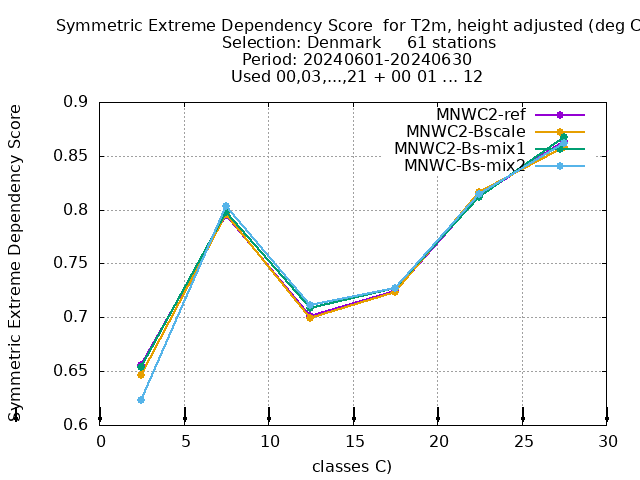 Symmetric Extreme Dependency Score for T2m, height adjusted (deg C
Selection: Denmark 61 stations
Period: 20240601-20240630
Used 00,03,...,21 + 00 01 ... 12
Symmetric Extreme Dependency Score
0.9
0.85
0.8
0.75
0.7
0.65
0.6
MNWC2-ref
MNWC2-Bscale
MNWC2-Bs-mix1
MNWC-Bs-mix2
0 5 10 15 20 25 30
classes C)